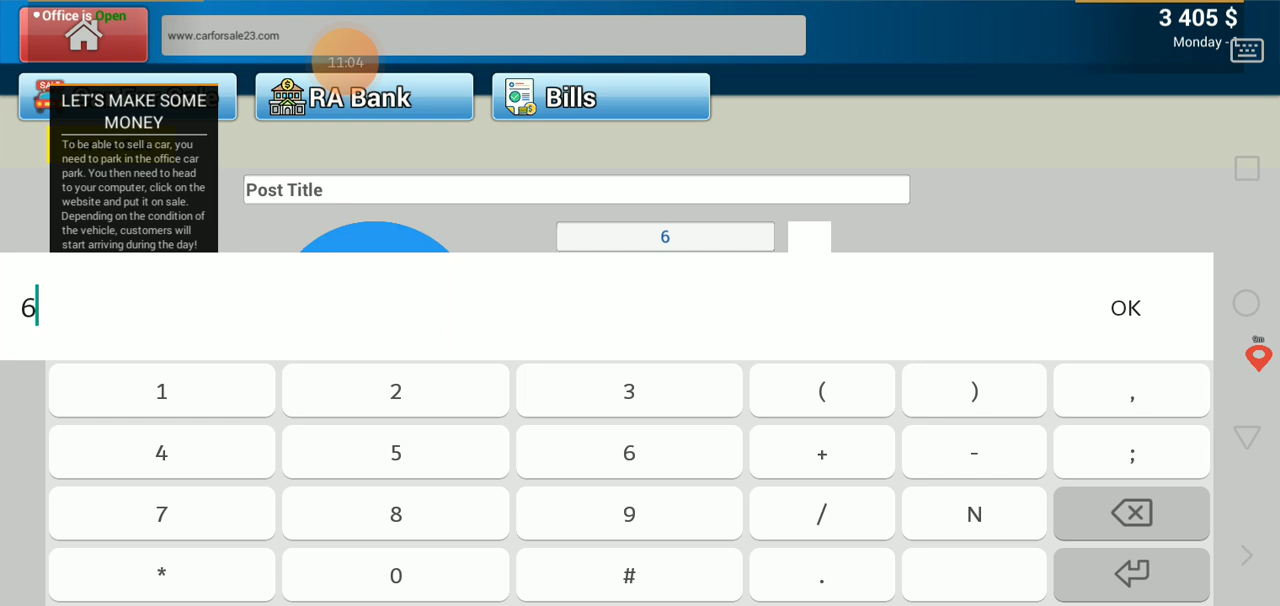 Office is Open
www.carforsale23.com
3 405 $
Monday - 1
11:04
SALE
RA Bank
Bills
LET'S MAKE SOME
MONEY
To be able to sell a car, you
need to park in the office car
park. You then need to head
to your computer, click on the
website and put it on sale.
Depending on the condition of
the vehicle, customers will
start arriving during the day!
Post Title
6
6
OK
9m
1 2 3 ( ) ,
4 5 6 + - ;
7 8 9 / N
* 0 # .